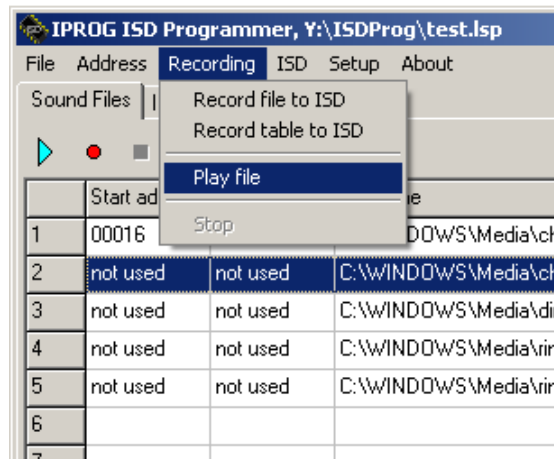 IPROG ISD Programmer, Y:\ISDProg\test.lsp
File Address Recording ISD Setup About
Sound Files
Record file to ISD
Record table to ISD
Play file
Stop
Start ad
1 00016 DOWS\Media\ch
2 not used not used C:\WINDOWS\Media\ch
3 not used not used C:\WINDOWS\Media\di
4 not used not used C:\WINDOWS\Media\rin
5 not used not used C:\WINDOWS\Media\rin
6